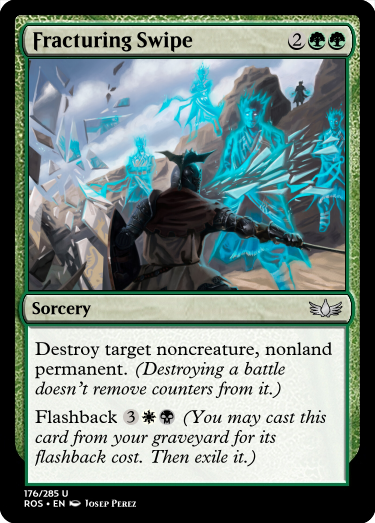 Fracturing Swipe 2
Sorcery
Destroy target noncreature, nonland
permanent. (Destroying a battle
doesn't remove counters from it.)
Flashback 3 (You may cast this
card from your graveyard for its
flashback cost. Then exile it.)
176/285 U
ROS • EN Josep Perez